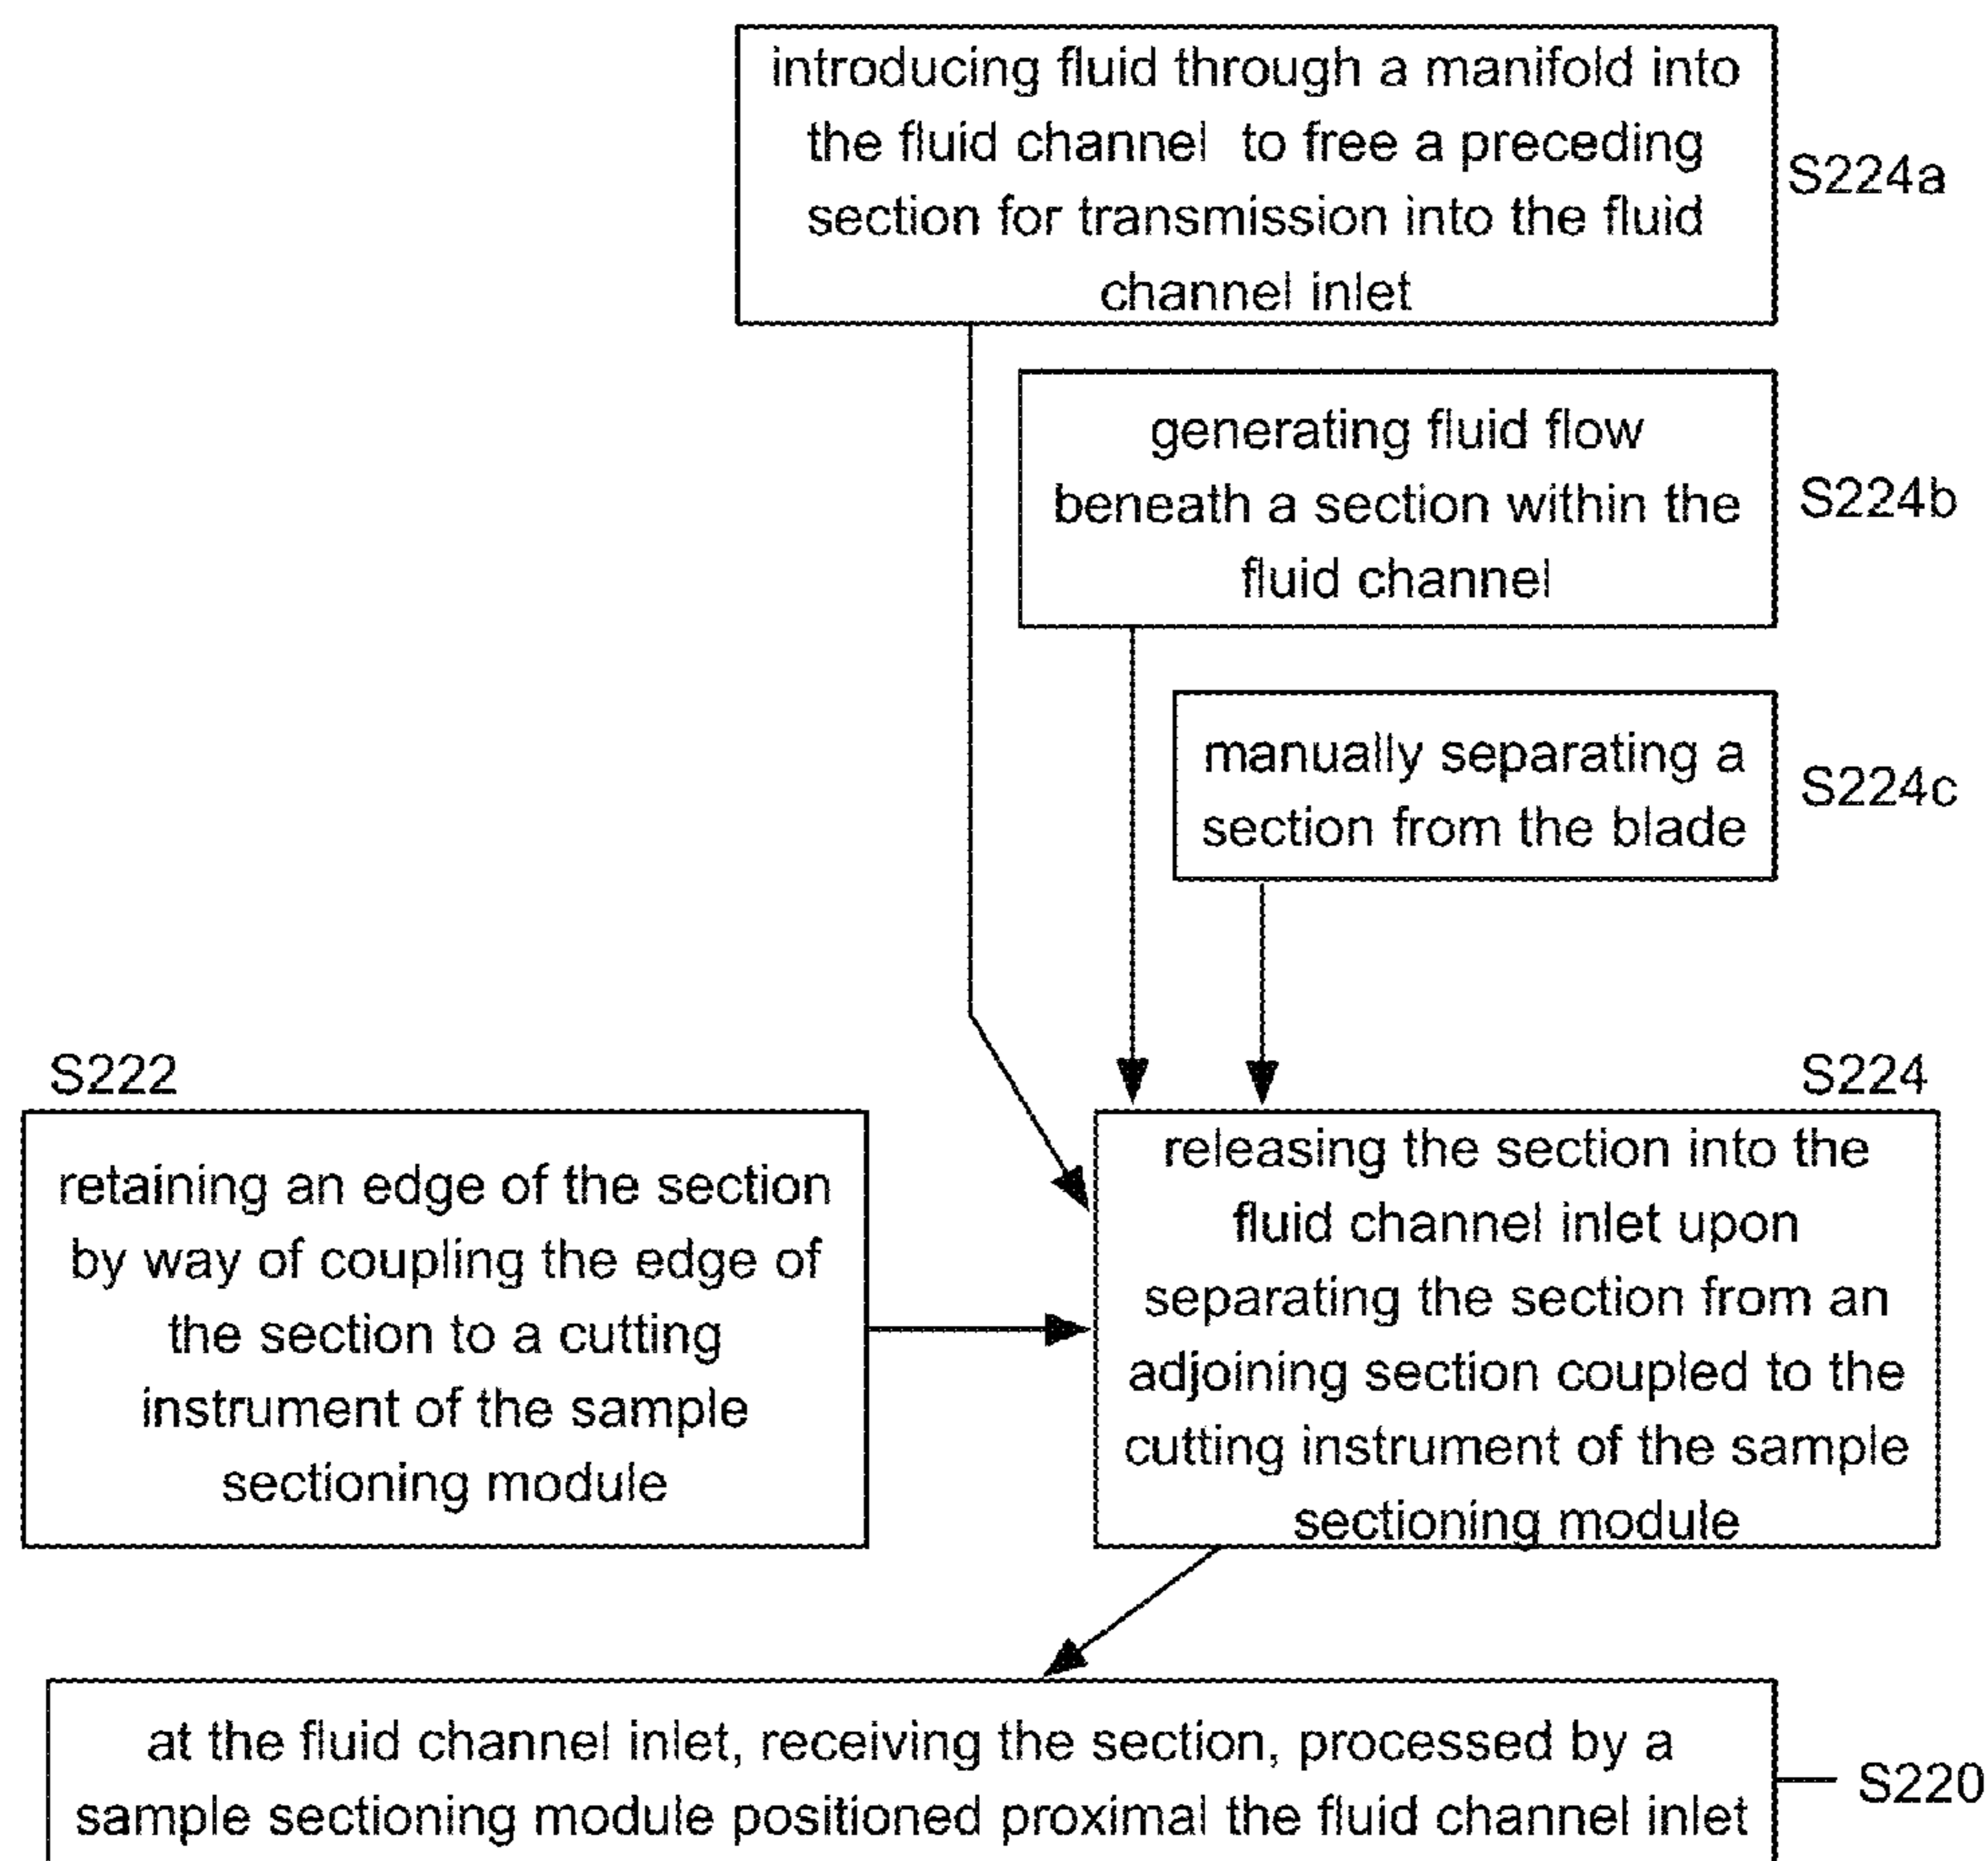 introducing fluid through a manifold into
the fluid channel to free a preceding
section for transmission into the fluid
channel inlet
S224a
generating fluid flow
beneath a section within the
fluid channel
S224b
manually separating a
section from the blade
S224c
S222
retaining an edge of the section
by way of coupling the edge of
the section to a cutting
instrument of the sample
sectioning module
S224
releasing the section into the
fluid channel inlet upon
separating the section from an
adjoining section coupled to the
cutting instrument of the sample
sectioning module
at the fluid channel inlet, receiving the section, processed by a
sample sectioning module positioned proximal the fluid channel inlet
S220